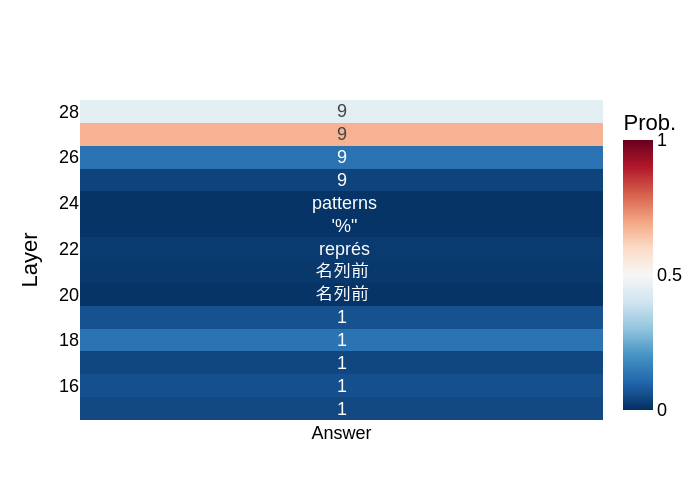 28
9
Prob.
9
1
26
9
9
24
patterns
'%"
22
représ
0.5
Layer
名列前
20
名列前
1
18
1
1
16
1
1
0
Answer